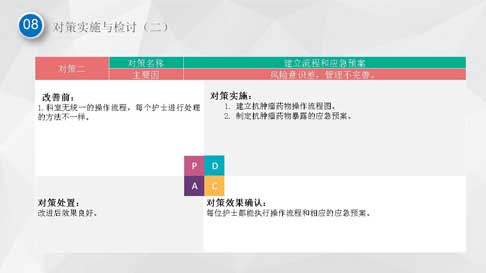 08 对策实施与检讨（二）
对策二 对策名称 建立流程和应急预案
主要因 风险意识差，管理不完善。
改善前：
1.科室无统一的操作流程，每个护士进行处理
的方法不一样。
对策实施：
1. 建立抗肿瘤药物操作流程图。
2. 制定抗肿瘤药物暴露的应急预案。
P D
A C
对策处置：
改进后效果良好。
对策效果确认：
每位护士都能执行操作流程和相应的应急预案。